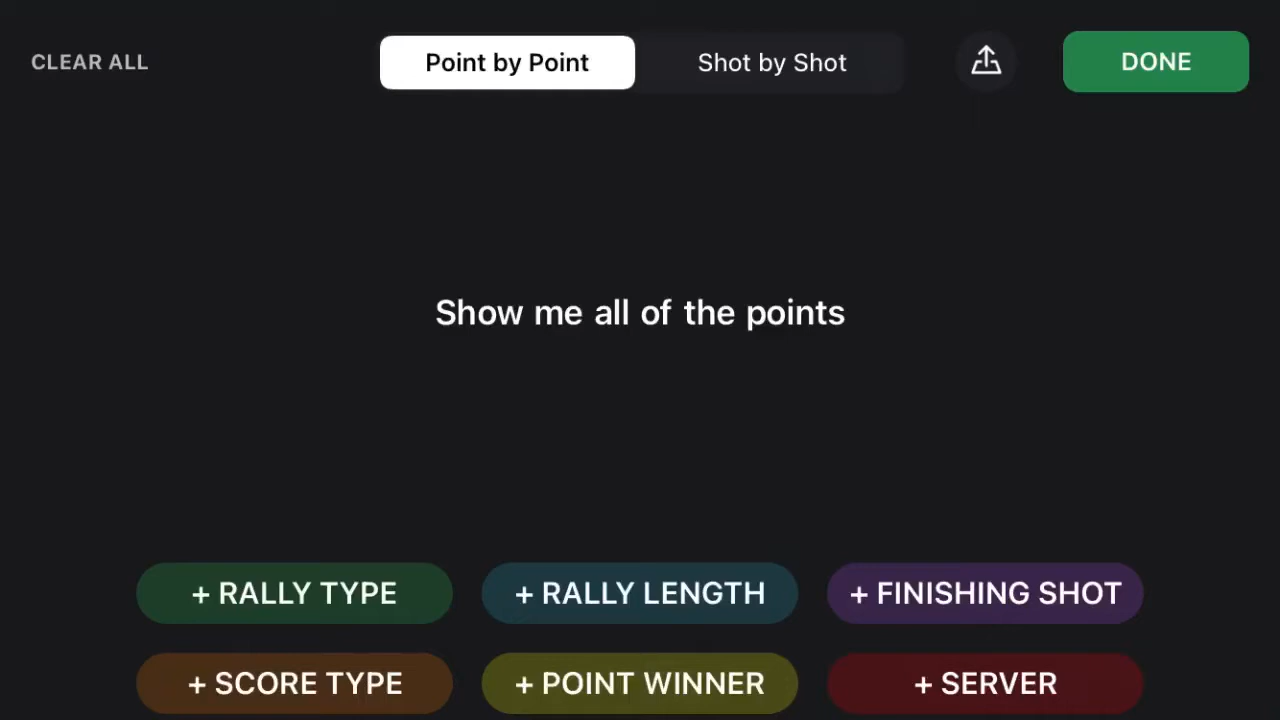 CLEAR ALL
Point by Point
Shot by Shot
DONE
Show me all of the points
+ RALLY TYPE
+ RALLY LENGTH
+ FINISHING SHOT
+ SCORE TYPE
+ POINT WINNER
+ SERVER